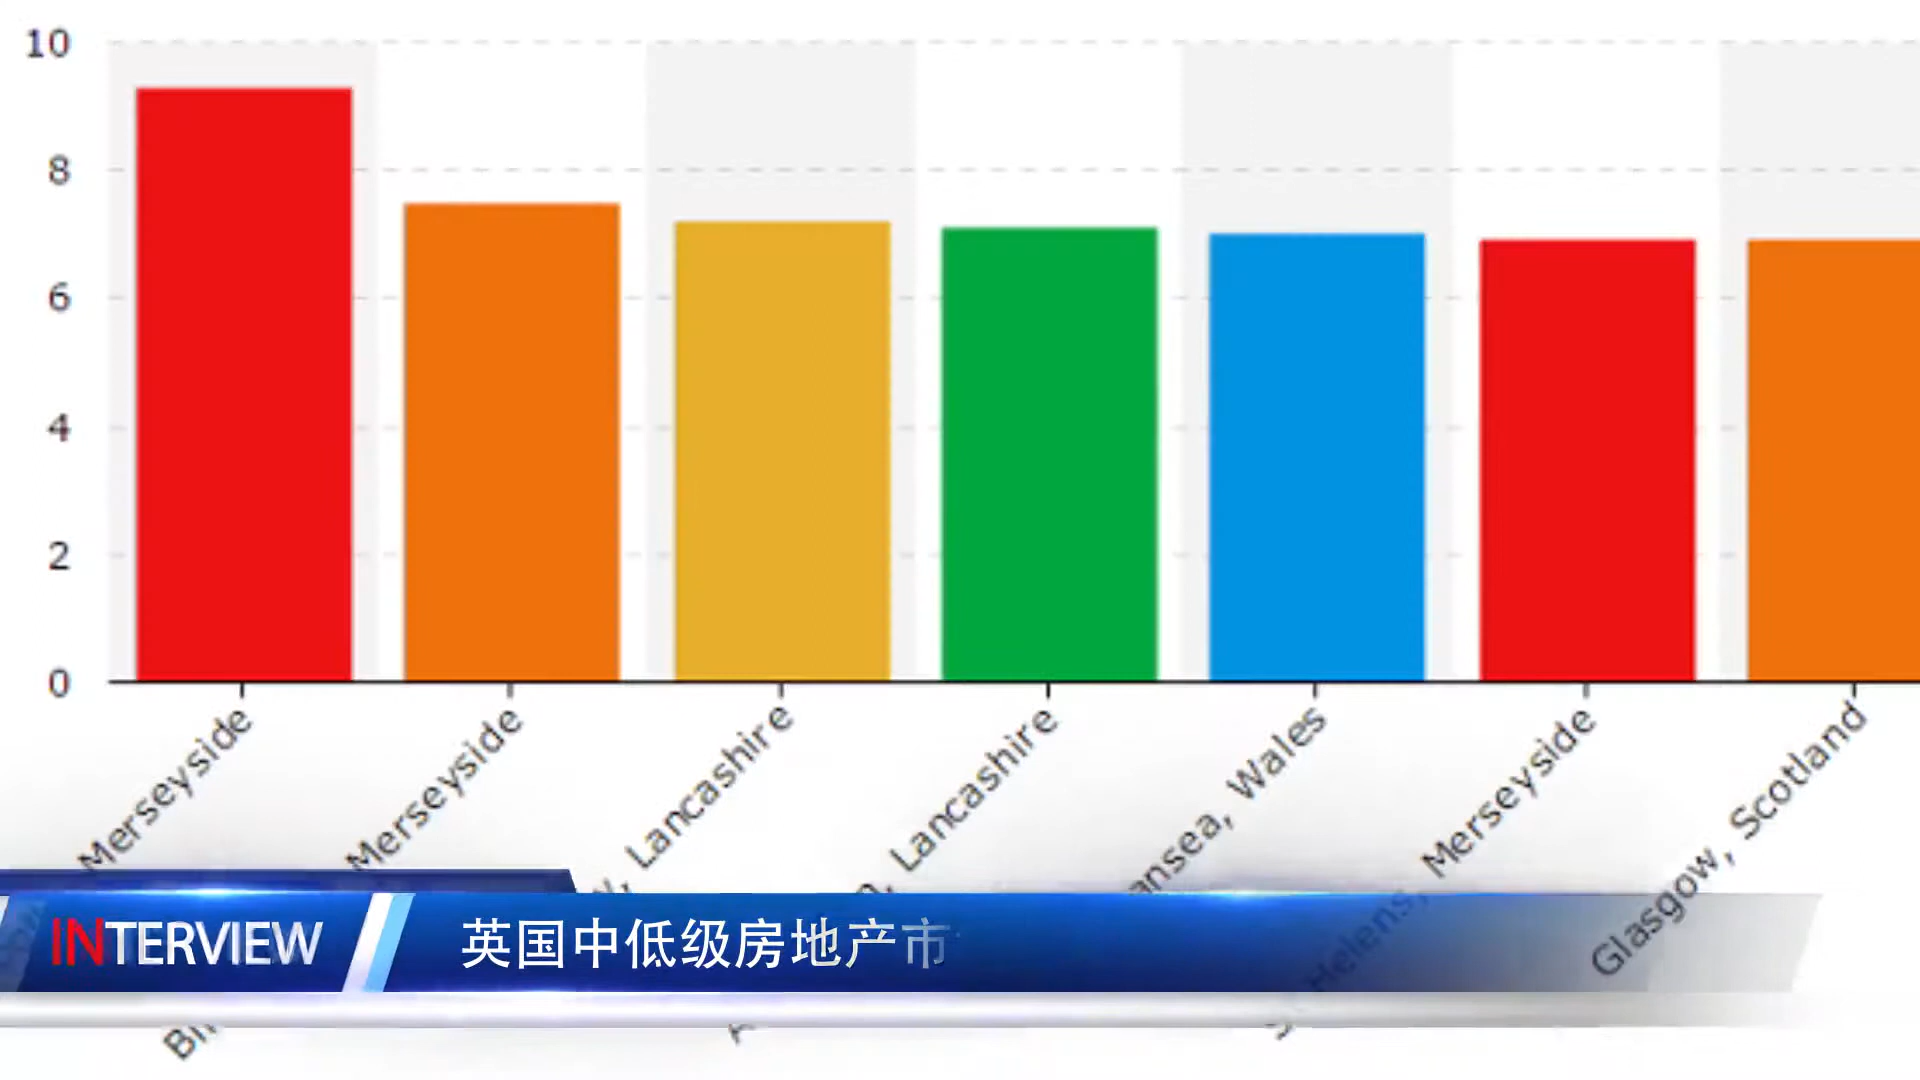 10
8
6
4
2
0
Merseyside
Merseyside
Lancashire
Lancashire
Wales
Helens, Merseyside
Glasgow, Scotland
INTERVIEW
英国中低级房地产市